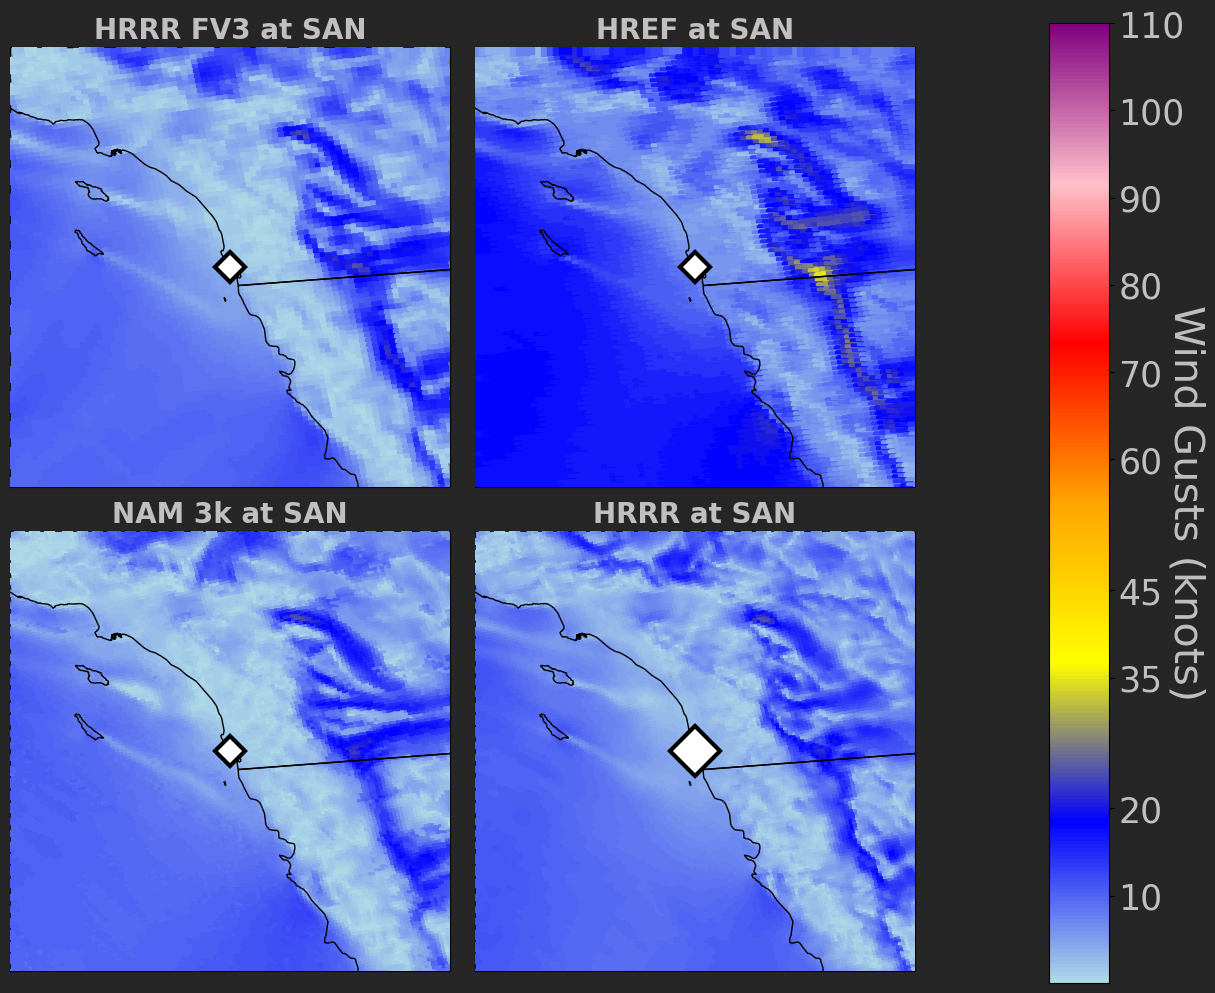 HRRR FV3 at SAN
HREF at SAN
NAM 3k at SAN
HRRR at SAN
110
100
90
80
70
60
45
35
20
10
Wind Gusts (knots)